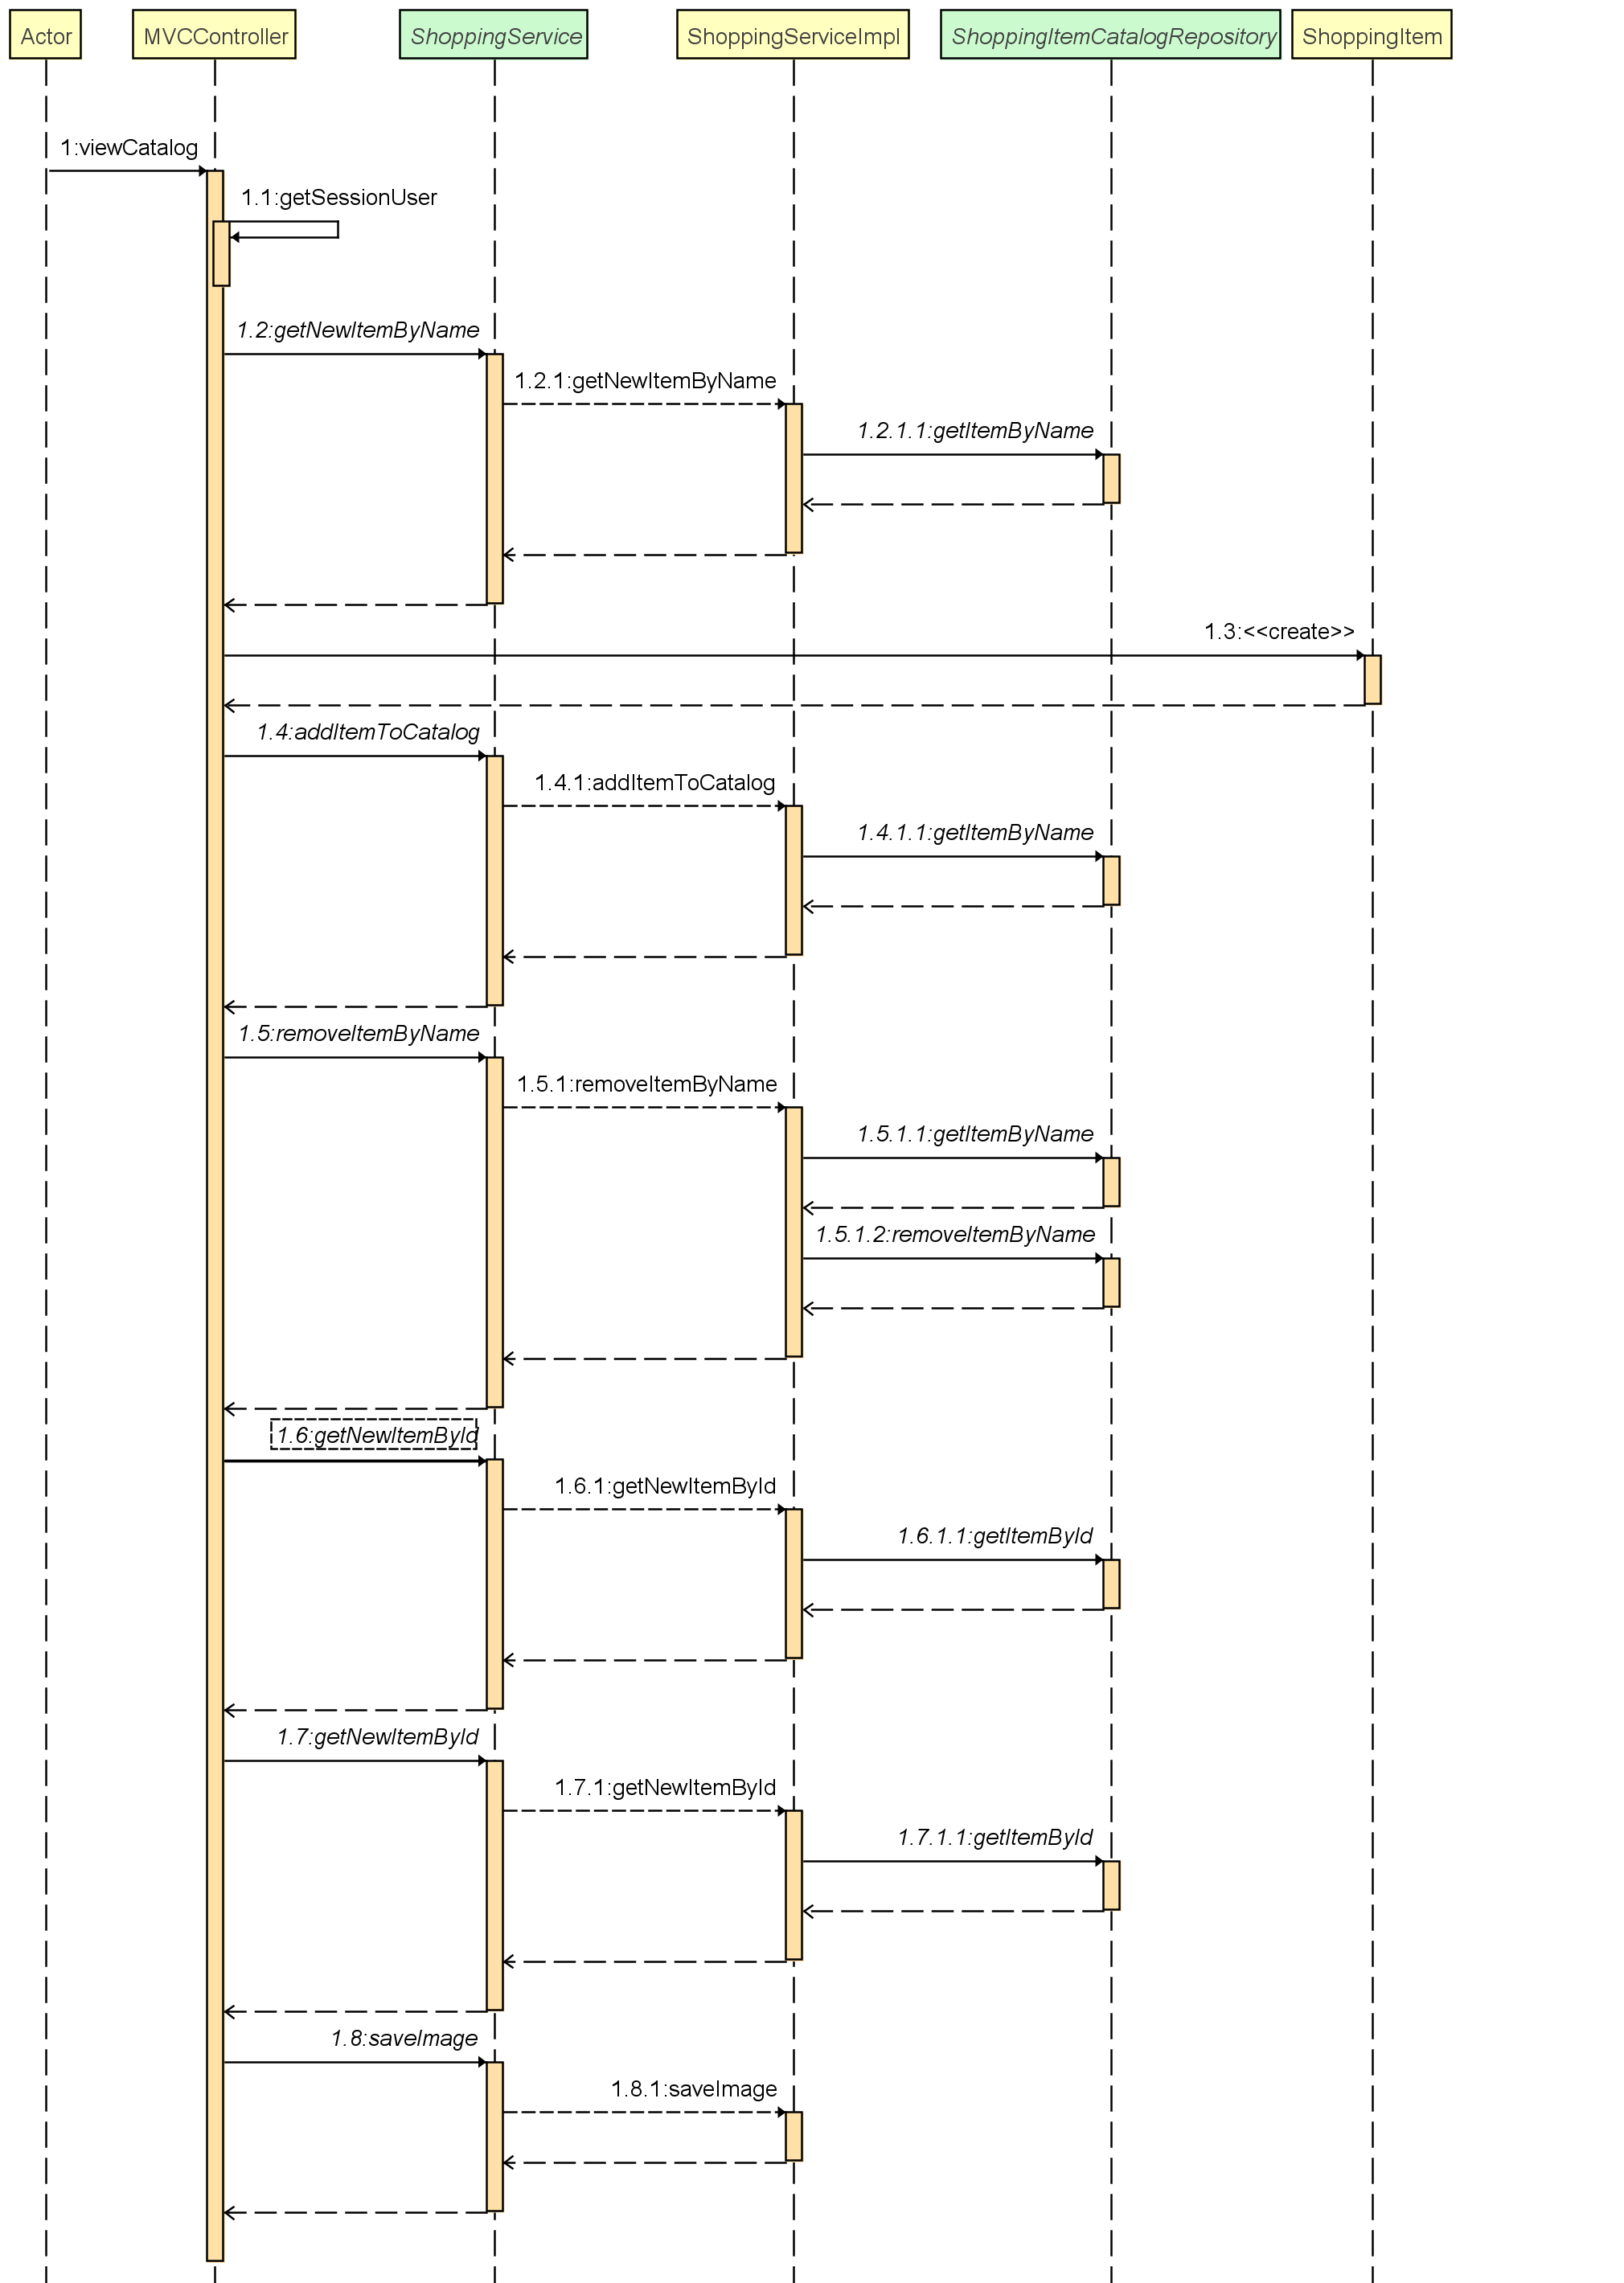 Actor
MVCController
ShoppingService
ShoppingServiceImpl
ShoppingItemCatalogRepository
ShoppingItem
1:viewCatalog
1.1:getSessionUser
1.2:getNewItemByName
1.2.1:getNewItemByName
1.2.1.1:getItemByName
1.3:<<create>>
1.4:addItemToCatalog
1.4.1:addItemToCatalog
1.4.1.1:getItemByName
1.5:removeItemByName
1.5.1:removeItemByName
1.5.1.1:getItemByName
1.5.1.2:removeItemByName
1.6:getNewItemById
1.6.1:getNewItemById
1.6.1.1:getItemById
1.7:getNewItemById
1.7.1:getNewItemById
1.7.1.1:getItemById
1.8:saveImage
1.8.1:saveImage